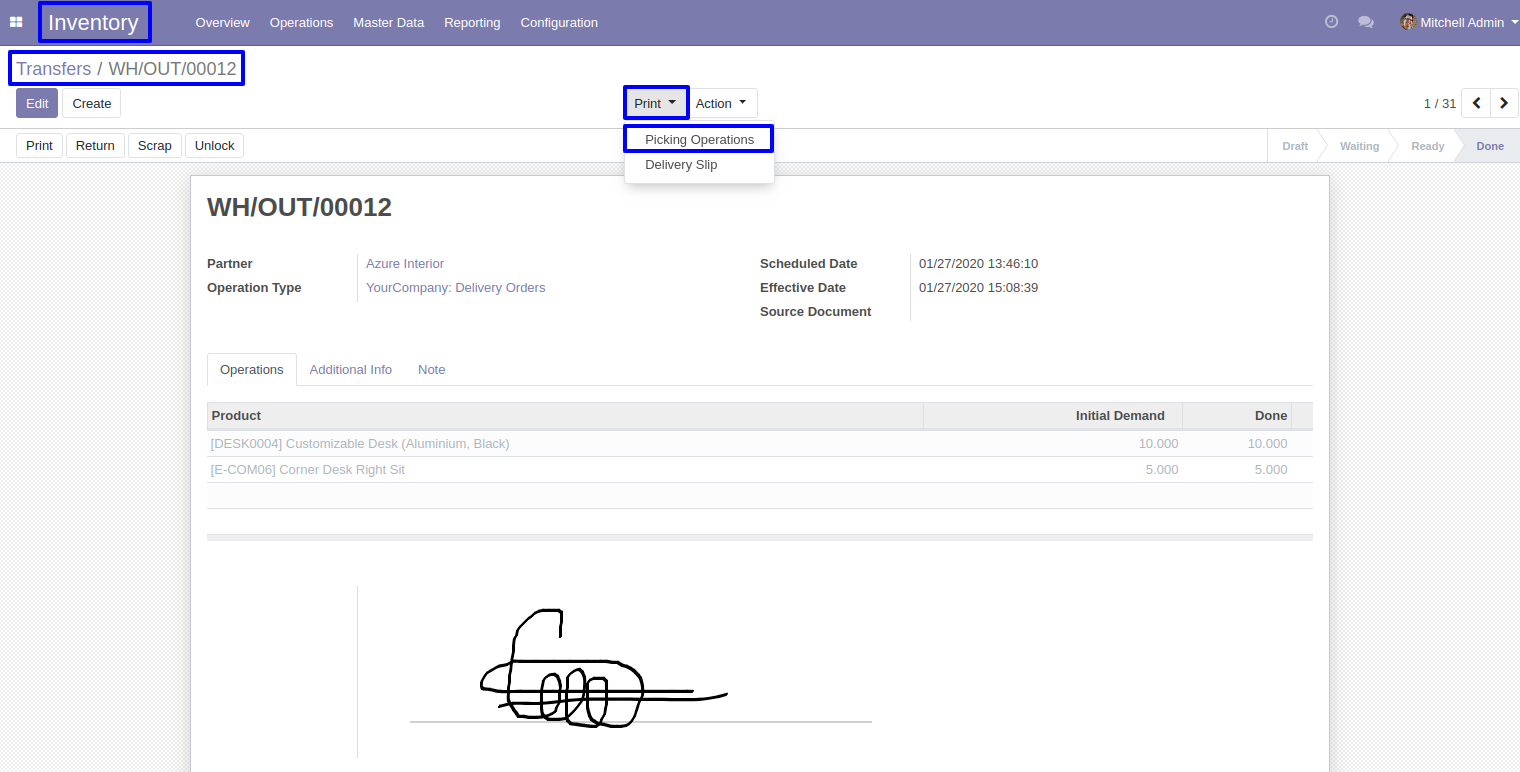 Inventory Overview Operations Master Data Reporting Configuration Mitchell Admin
Transfers / WH/OUT/00012
Edit Create Print Action 1 / 31
Print Return Scrap Unlock Picking Operations Draft Waiting Ready Done
Delivery Slip
WH/OUT/00012
Partner Azure Interior Scheduled Date 01/27/2020 13:46:10
Operation Type YourCompany: Delivery Orders Effective Date 01/27/2020 15:08:39
Source Document
Operations Additional Info Note
Product Initial Demand Done
[DESK0004] Customizable Desk (Aluminium, Black) 10.000 10.000
[E-COM06] Corner Desk Right Sit 5.000 5.000